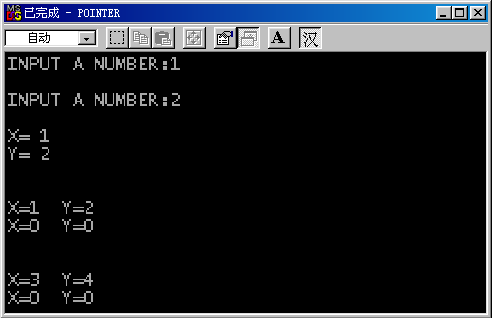 已完成 - POINTER
自动
A
汉
INPUT A NUMBER:1
INPUT A NUMBER:2
X= 1
Y= 2
X=1  Y=2
X=0  Y=0
X=3  Y=4
X=0  Y=0